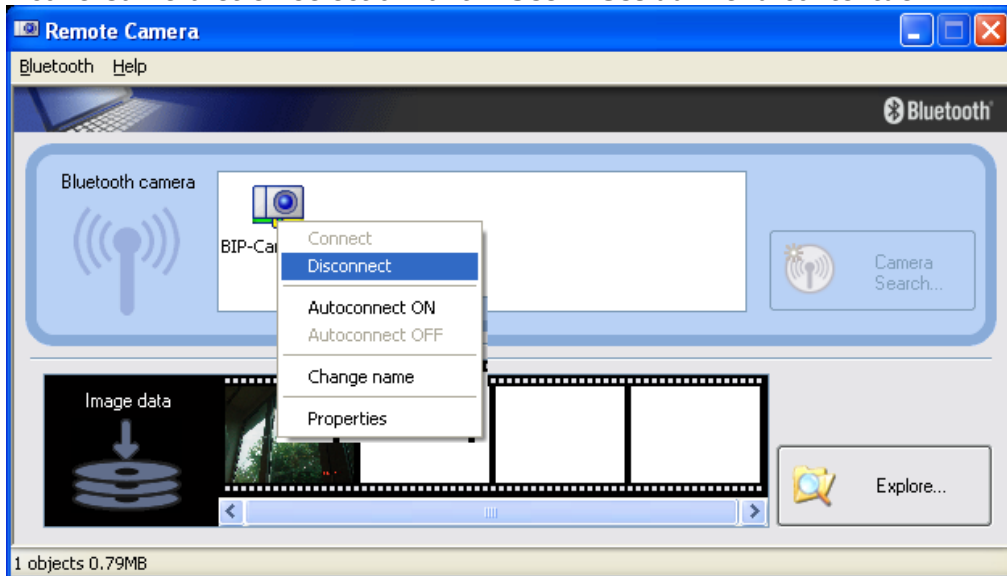 Remote Camera
Bluetooth Help
Bluetooth
Bluetooth camera
BIP-Ca
Connect
Disconnect
Autoconnect ON
Autoconnect OFF
Change name
Properties
Camera
Search...
Image data
Explore...
1 objects 0.79MB